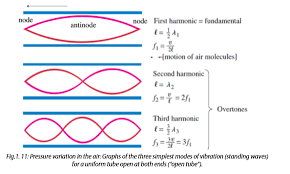 node
antinode
node
First harmonic = fundamental
ℓ = ½ λ₁
f₁ = v/2ℓ
[motion of air molecules]
Second harmonic
ℓ = λ₂
f₂ = v/ℓ = 2f₁
Overtones
Third harmonic
ℓ = 3/2 λ₃
f₃ = 3v/2ℓ = 3f₁
Fig.1. 11: Pressure variation in the air: Graphs of the three simplest modes of vibration (standing waves)
for a uniform tube open at both ends ("open tube").